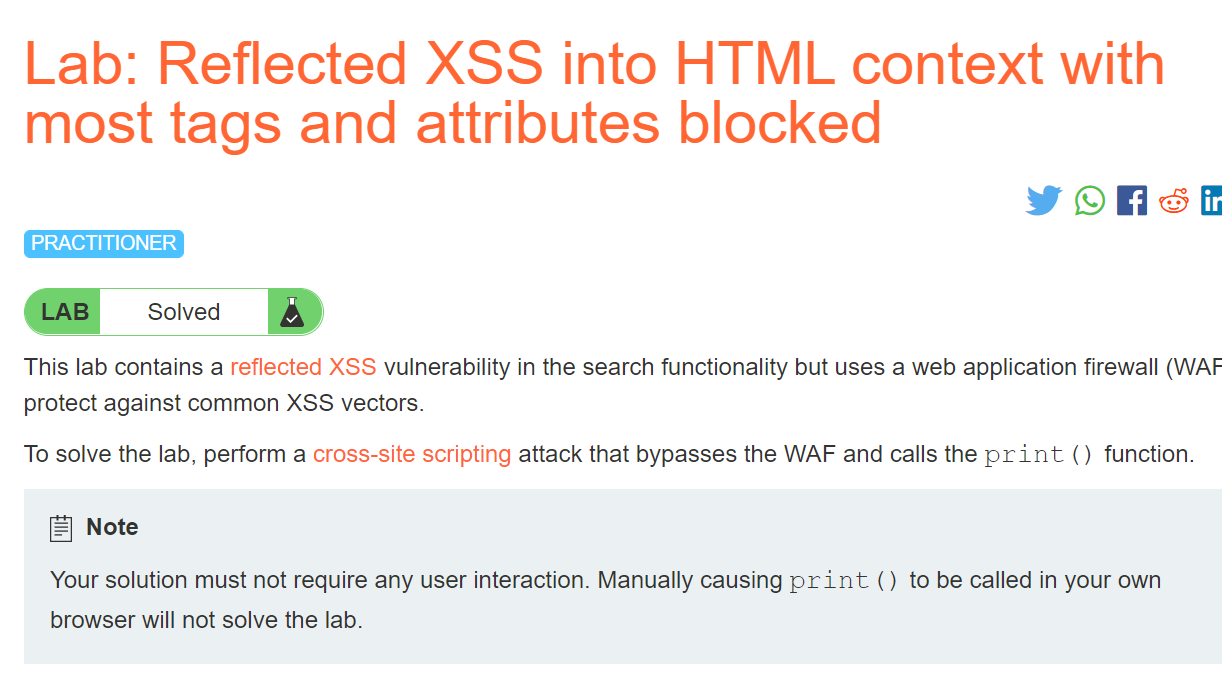 Lab: Reflected XSS into HTML context with
most tags and attributes blocked
PRACTITIONER
LAB Solved
This lab contains a reflected XSS vulnerability in the search functionality but uses a web application firewall (WAF
protect against common XSS vectors.
To solve the lab, perform a cross-site scripting attack that bypasses the WAF and calls the print() function.
Note
Your solution must not require any user interaction. Manually causing print() to be called in your own
browser will not solve the lab.